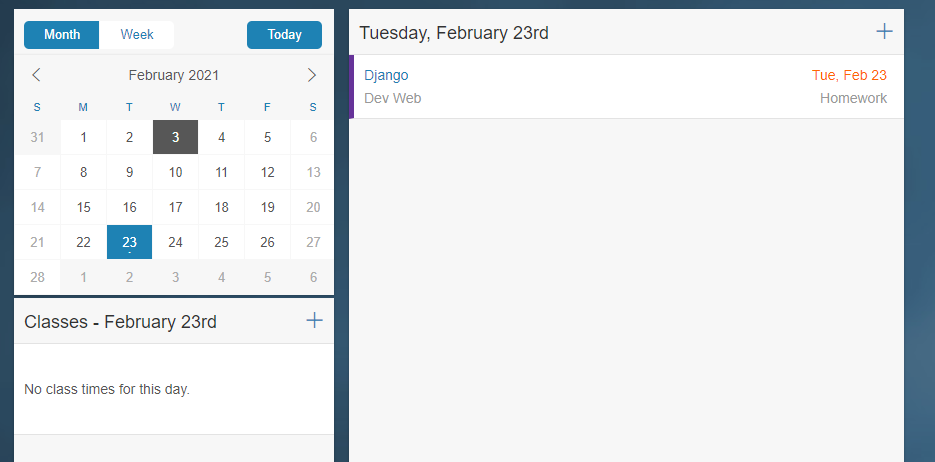 Month Week Today
February 2021
S M T W T F S
31 1 2 3 4 5 6
7 8 9 10 11 12 13
14 15 16 17 18 19 20
21 22 23 24 25 26 27
28 1 2 3 4 5 6
Classes - February 23rd
No class times for this day.
Tuesday, February 23rd
Django Tue, Feb 23
Dev Web Homework